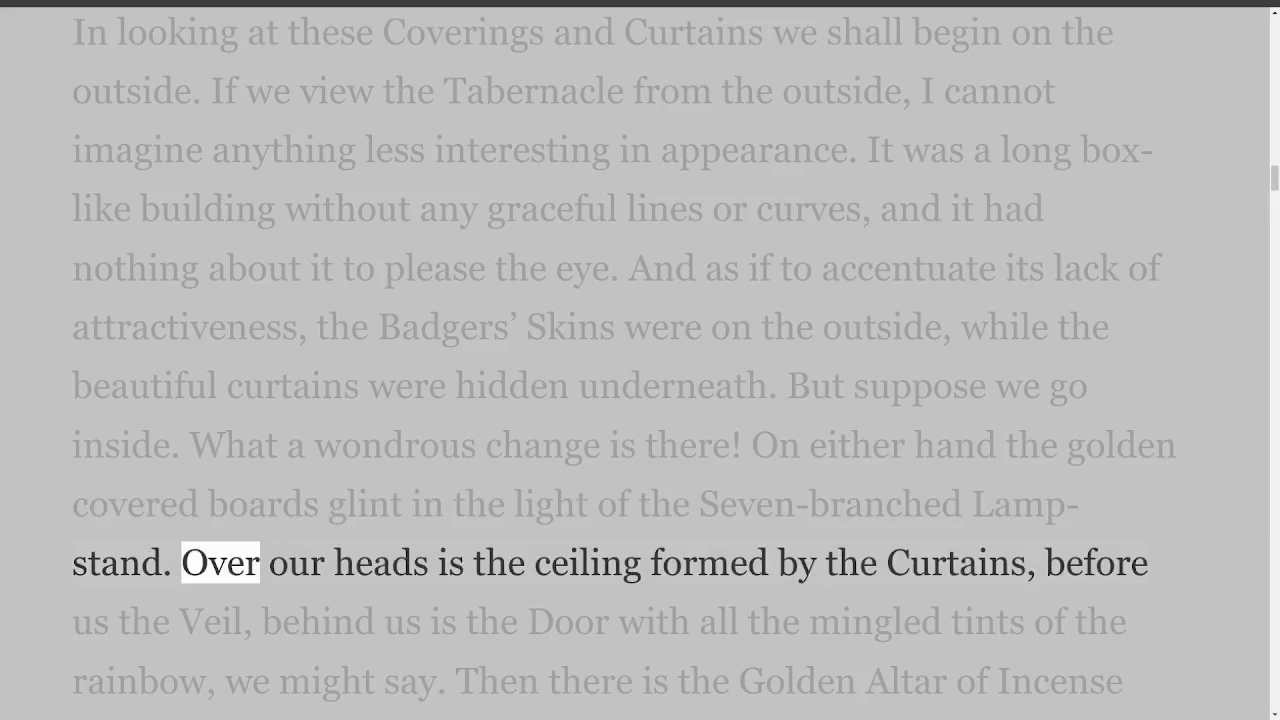 In looking at these Coverings and Curtains we shall begin on the
outside. If we view the Tabernacle from the outside, I cannot
imagine anything less interesting in appearance. It was a long box-
like building without any graceful lines or curves, and it had
nothing about it to please the eye. And as if to accentuate its lack of
attractiveness, the Badgers’ Skins were on the outside, while the
beautiful curtains were hidden underneath. But suppose we go
inside. What a wondrous change is there! On either hand the golden
covered boards glint in the light of the Seven-branched Lamp-
stand. Over our heads is the ceiling formed by the Curtains, before
us the Veil, behind us is the Door with all the mingled tints of the
rainbow, we might say. Then there is the Golden Altar of Incense